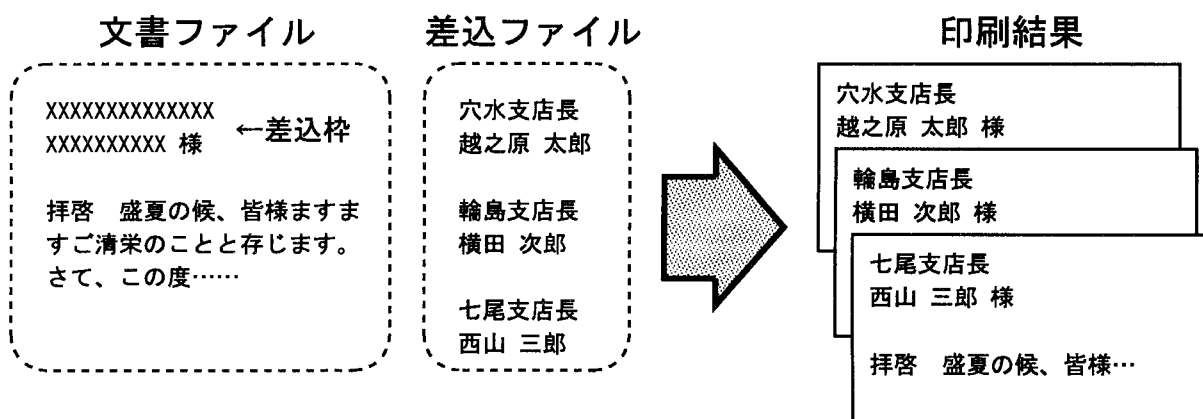 文書ファイル
XXXXXXXXXXXXXX
XXXXXXXXXX 様
←差込枠
拝啓　盛夏の候、皆様ますま
すご清栄のことと存じます。
さて、この度……
差込ファイル
穴水支店長
越之原 太郎
輪島支店長
横田 次郎
七尾支店長
西山 三郎
印刷結果
穴水支店長
越之原 太郎 様
輪島支店長
横田 次郎 様
七尾支店長
西山 三郎 様
拝啓　盛夏の候、皆様…